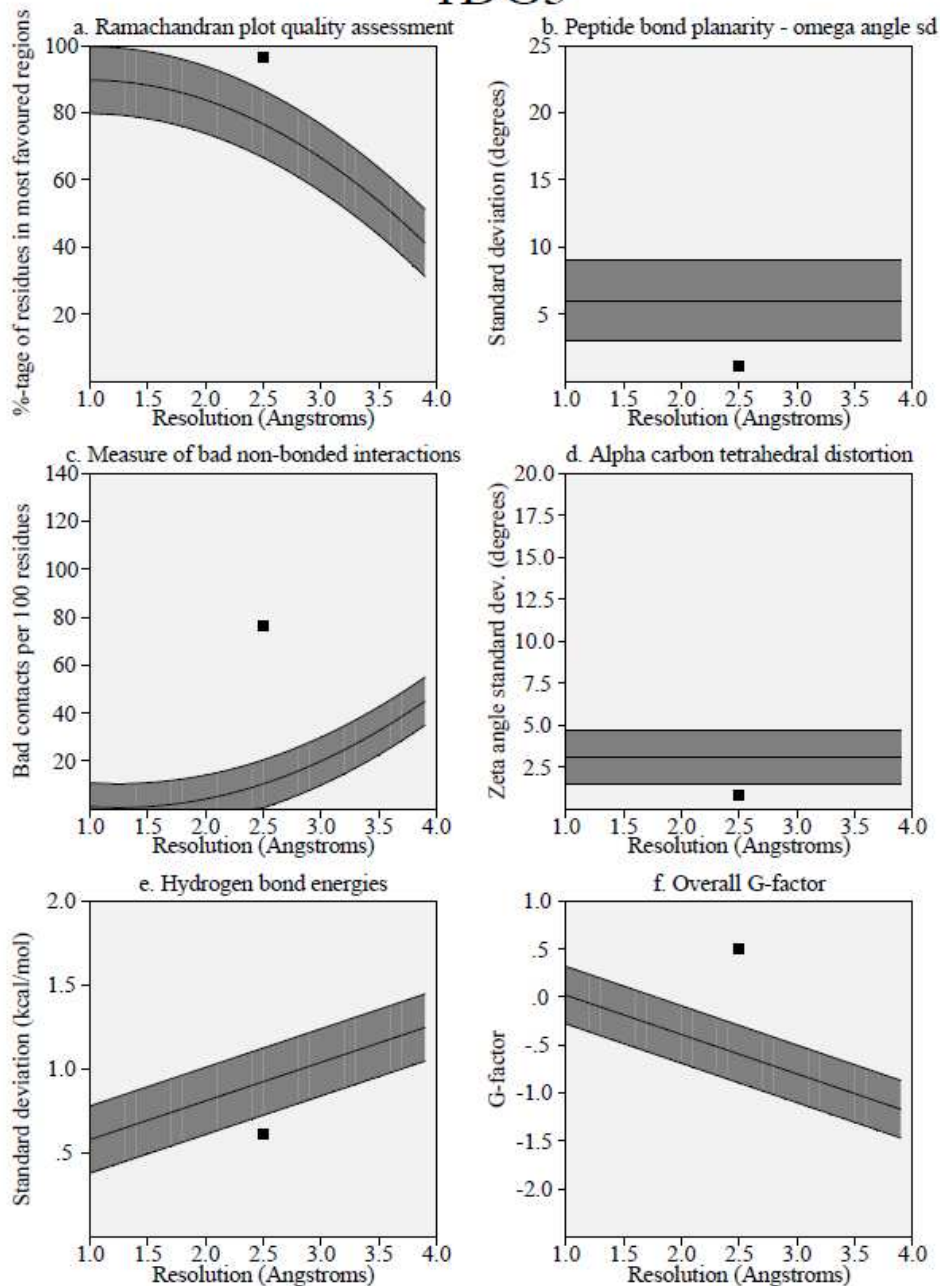 a. Ramachandran plot quality assessment
%-tage of residues in most favoured regions
100
80
60
40
20
1.0 1.5 2.0 2.5 3.0 3.5 4.0
Resolution (Angstroms)
b. Peptide bond planarity - omega angle sd
Standard deviation (degrees)
25
20
15
10
5
1.0 1.5 2.0 2.5 3.0 3.5 4.0
Resolution (Angstroms)
c. Measure of bad non-bonded interactions
Bad contacts per 100 residues
140
120
100
80
60
40
20
1.0 1.5 2.0 2.5 3.0 3.5 4.0
Resolution (Angstroms)
d. Alpha carbon tetrahedral distortion
Zeta angle standard dev. (degrees)
20.0
17.5
15.0
12.5
10.0
7.5
5.0
2.5
1.0 1.5 2.0 2.5 3.0 3.5 4.0
Resolution (Angstroms)
e. Hydrogen bond energies
Standard deviation (kcal/mol)
2.0
1.5
1.0
.5
1.0 1.5 2.0 2.5 3.0 3.5 4.0
Resolution (Angstroms)
f. Overall G-factor
G-factor
1.0
.5
.0
-.5
-1.0
-1.5
-2.0
1.0 1.5 2.0 2.5 3.0 3.5 4.0
Resolution (Angstroms)